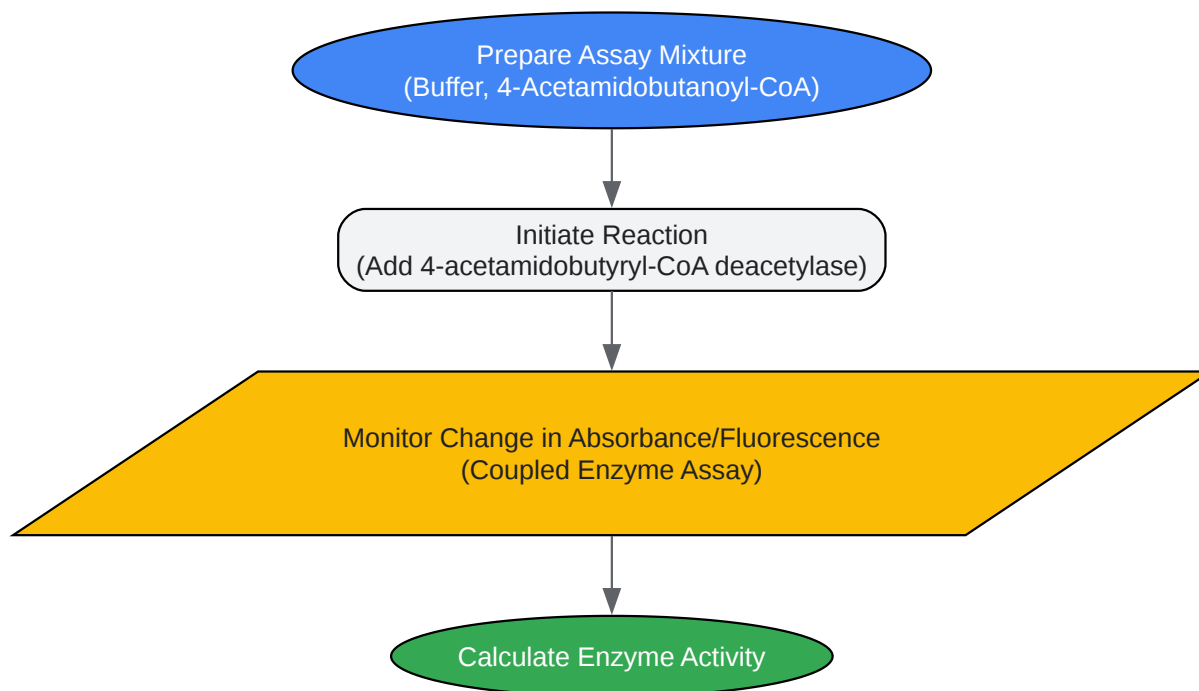 Prepare Assay Mixture
(Buffer, 4-Acetamidobutanoyl-CoA)
Initiate Reaction
(Add 4-acetamidobutyryl-CoA deacetylase)
Monitor Change in Absorbance/Fluorescence
(Coupled Enzyme Assay)
Calculate Enzyme Activity